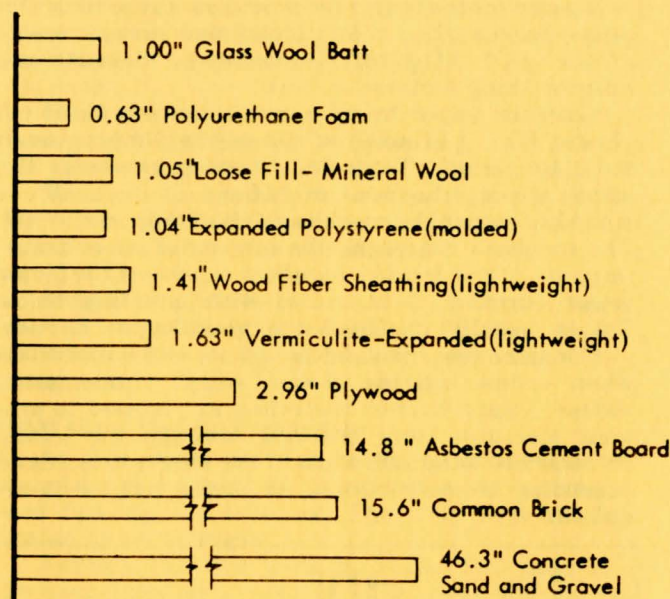 1.00" Glass Wool Batt
0.63" Polyurethane Foam
1.05" Loose Fill- Mineral Wool
1.04" Expanded Polystyrene (molded)
1.41" Wood Fiber Sheathing (lightweight)
1.63" Vermiculite-Expanded (lightweight)
2.96" Plywood
14.8 " Asbestos Cement Board
15.6" Common Brick
46.3" Concrete
Sand and Gravel